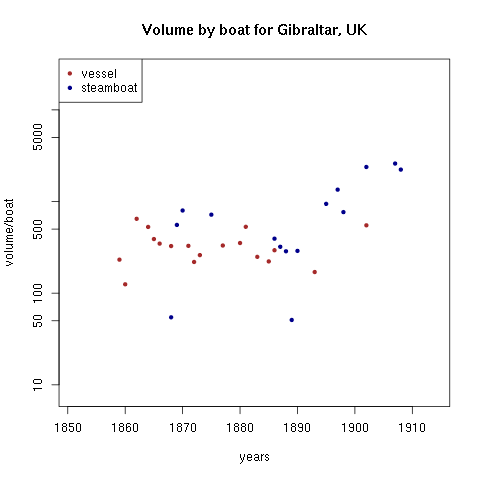 Volume by boat for Gibraltar, UK
vessel
steamboat
volume/boat
5000
500
100
50
10
1850 1860 1870 1880 1890 1900 1910
years